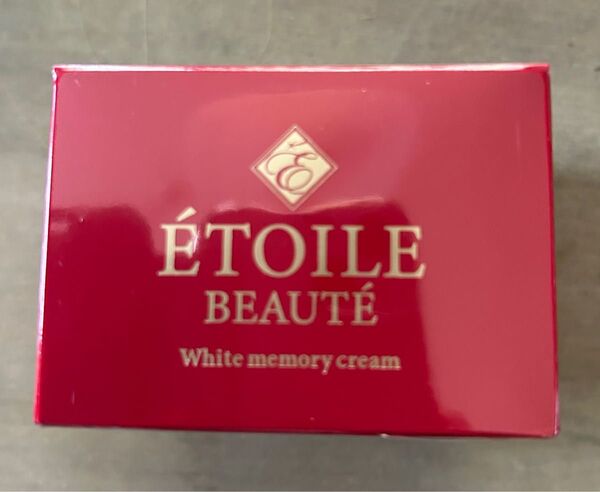 É
ÉTOILE
BEAUTÉ
White memory cream